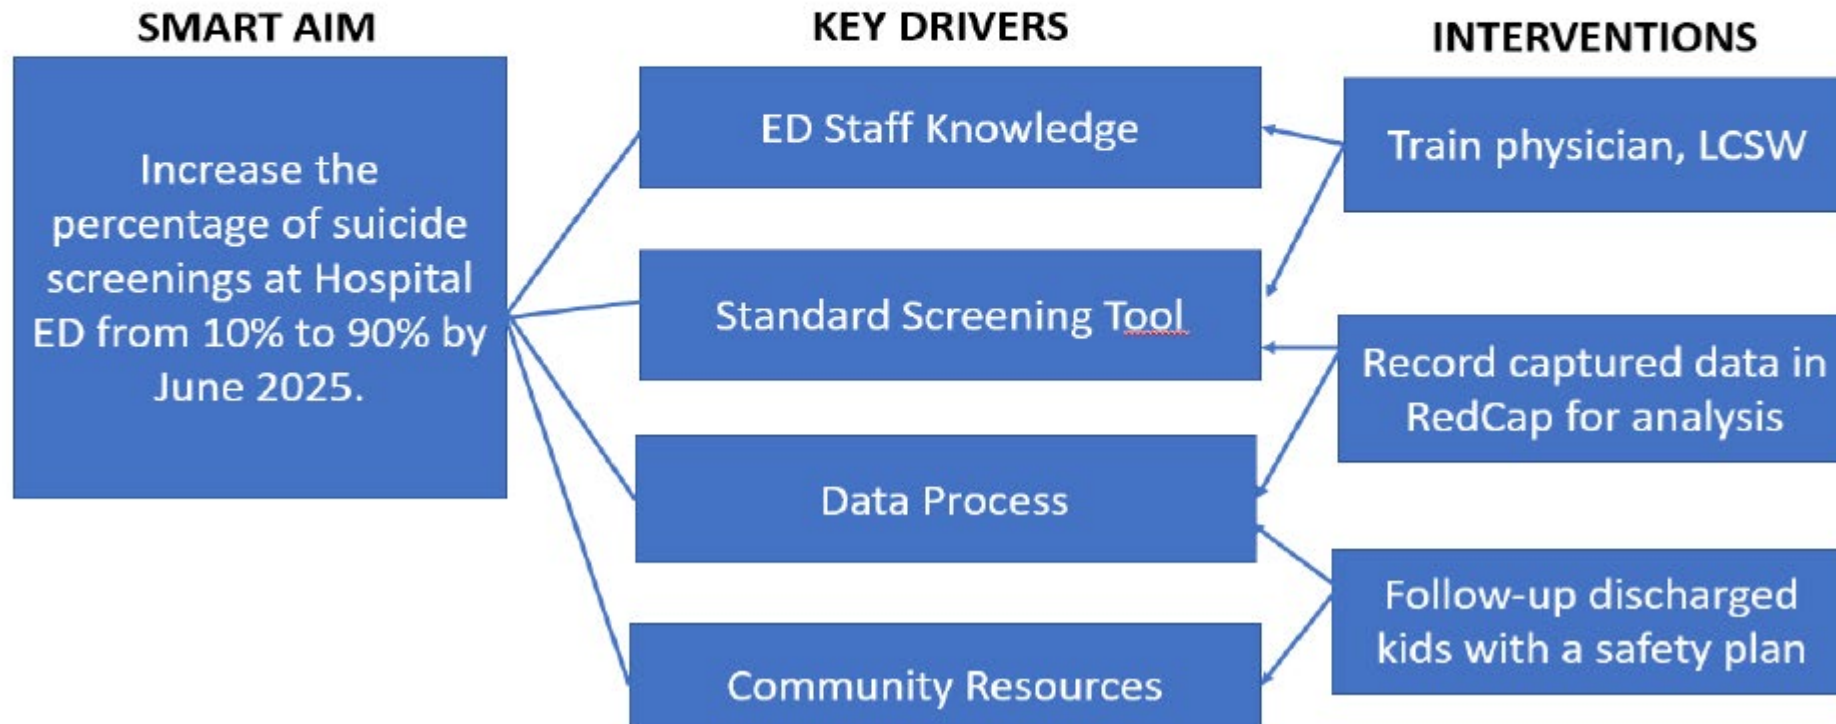 SMART AIM
Increase the
percentage of suicide
screenings at Hospital
ED from 10% to 90% by
June 2025.
KEY DRIVERS
ED Staff Knowledge
Standard Screening Tool
Data Process
Community Resources
INTERVENTIONS
Train physician, LCSW
Record captured data in
RedCap for analysis
Follow-up discharged
kids with a safety plan